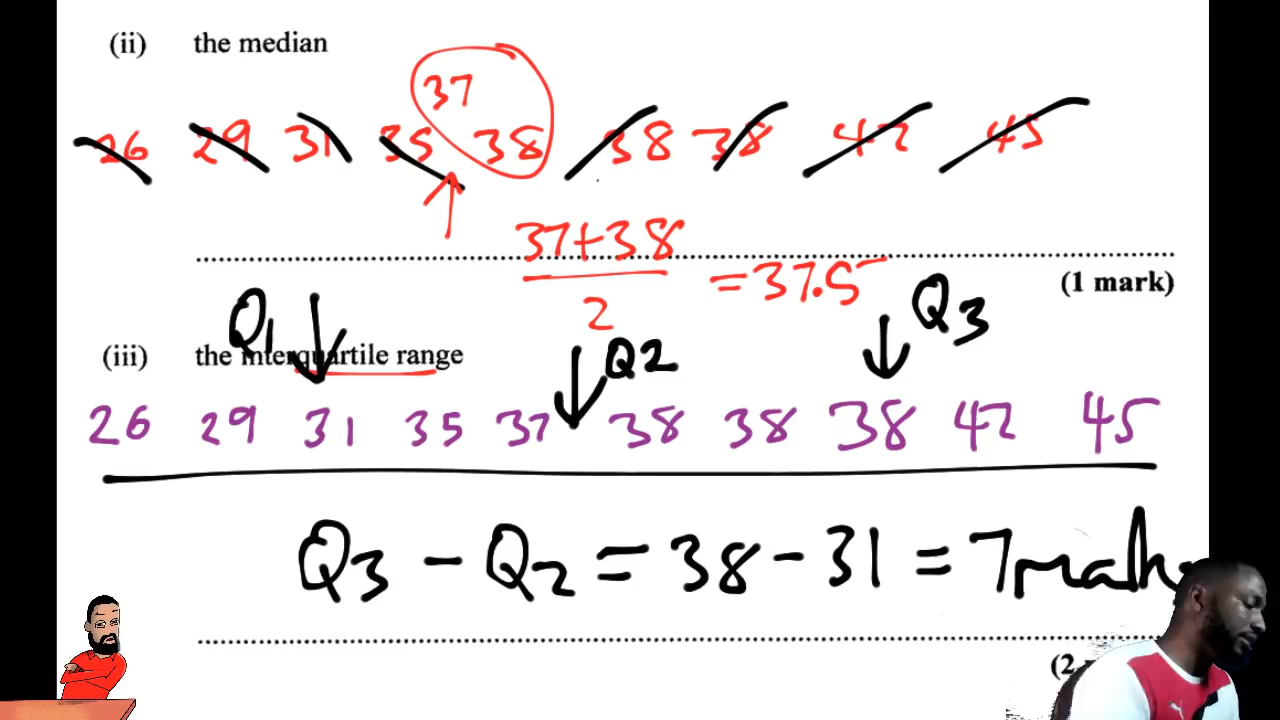 (ii) the median
37
26 29 31 35 38 38 38 42 45
37+38
2
= 37.5
(1 mark)
Q1
Q2
Q3
(iii) the interquartile range
26 29 31 35 37 38 38 38 42 45
Q3 - Q2 = 38 - 31 = 7
(2